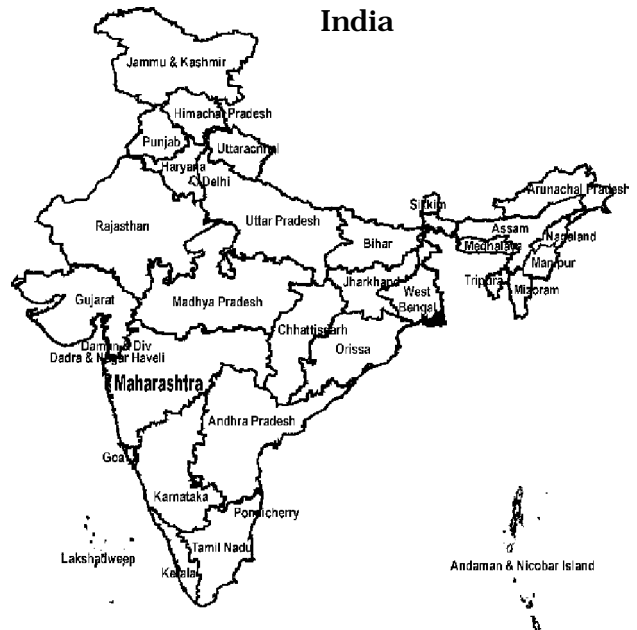 India
Jammu & Kashmir
Himachal Pradesh
Punjab
Uttaracnhal
Haryana
Delhi
Arunachal Pradesh
Sikkim
Rajasthan
Uttar Pradesh
Assam
Nagaland
Bihar
Meghalaya
Manipur
Tripura
Mizoram
Jharkhand
Gujarat
Madhya Pradesh
West
Bengal
Chhattisgarh
Daman & Div
Orissa
Dadra & Nagar Haveli
Maharashtra
Andhra Pradesh
Goa
Karnataka
Pondicherry
Tamil Nadu
Lakshadweep
Kerala
Andaman & Nicobar Island